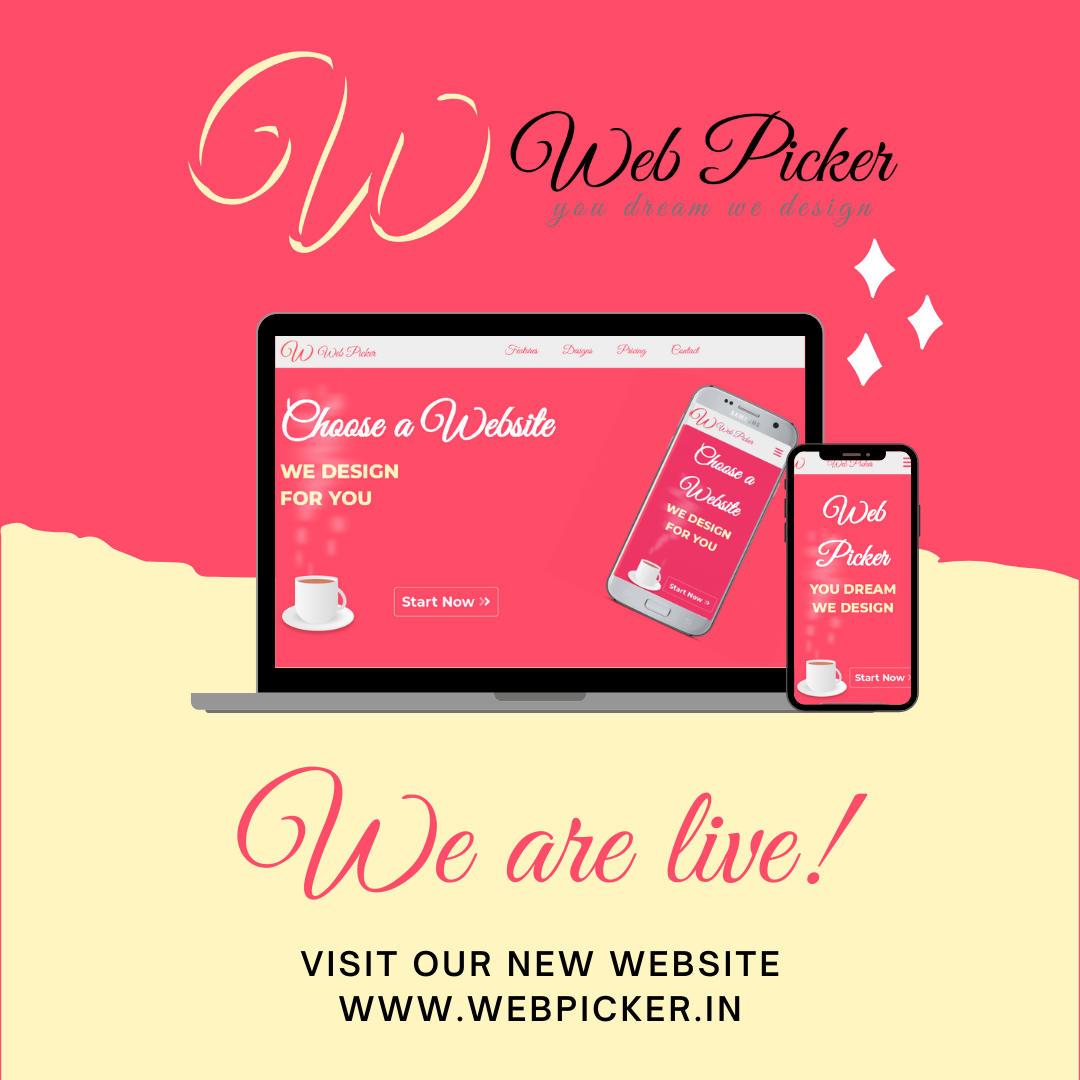 W
Web Picker
you dream we design
W Web Picker
Features Designs Pricing Contact
Choose a Website
WE DESIGN
FOR YOU
Start Now »
SAMSUNG
W Web Picker
Choose a
Website
WE DESIGN
FOR YOU
Start Now »
Web Picker
Web
Picker
YOU DREAM
WE DESIGN
Start Now
We are live!
VISIT OUR NEW WEBSITE
WWW.WEBPICKER.IN